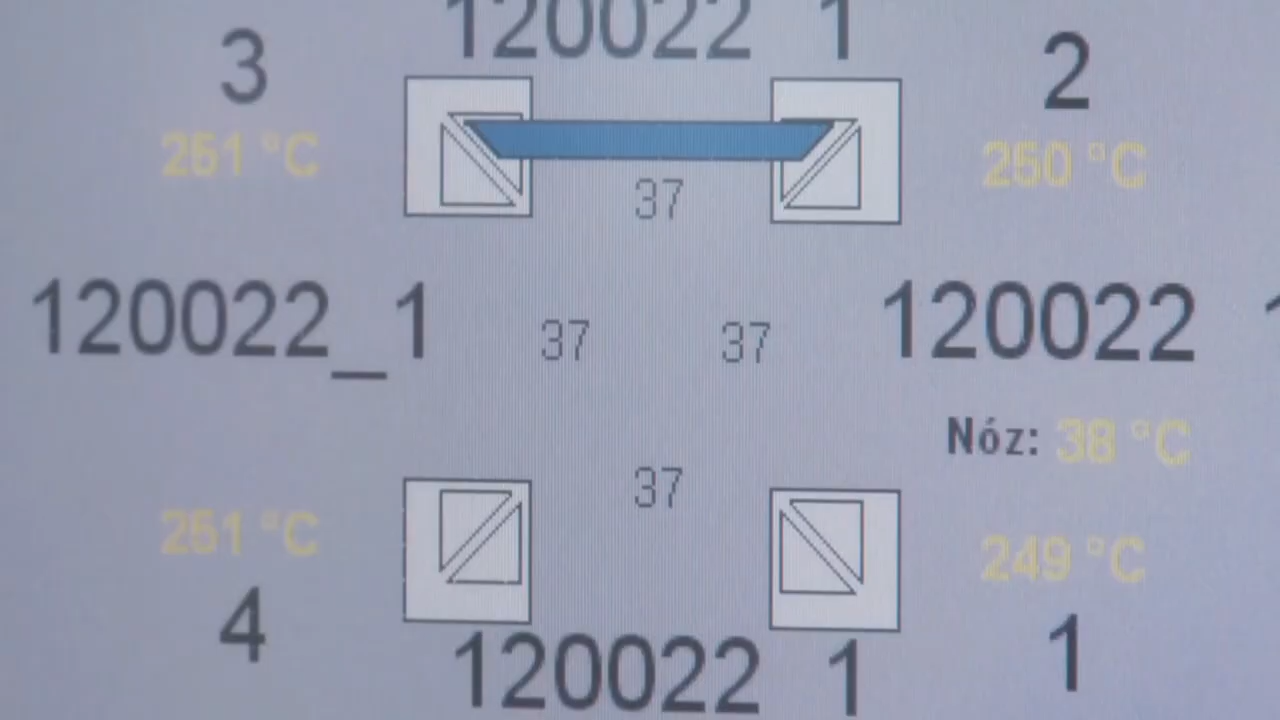 120022 1
3
2
251 °C
250 °C
37
120022_1
37
37
120022
Nóz: 38 °C
37
251 °C
249 °C
4
1
120022 1